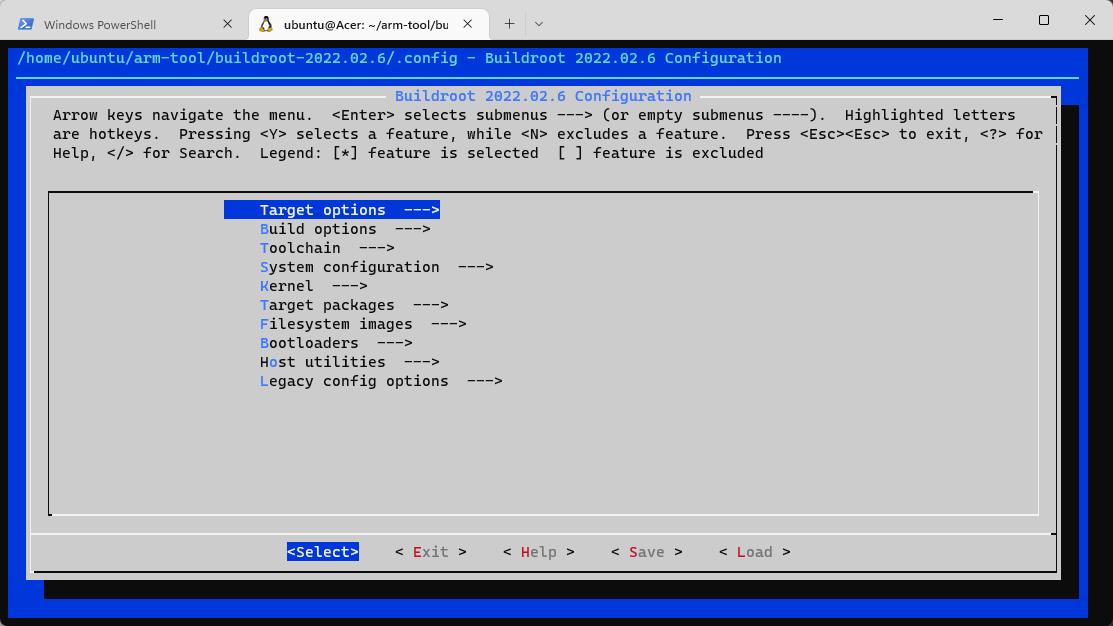 Windows PowerShell
ubuntu@Acer: ~/arm-tool/bu
/home/ubuntu/arm-tool/buildroot-2022.02.6/.config - Buildroot 2022.02.6 Configuration
Buildroot 2022.02.6 Configuration
Arrow keys navigate the menu.  <Enter> selects submenus ---> (or empty submenus ----).  Highlighted letters
are hotkeys.  Pressing <Y> selects a feature, while <N> excludes a feature.  Press <Esc><Esc> to exit, <?> for
Help, </> for Search.  Legend: [*] feature is selected  [ ] feature is excluded
Target options  --->
Build options  --->
Toolchain  --->
System configuration  --->
Kernel  --->
Target packages  --->
Filesystem images  --->
Bootloaders  --->
Host utilities  --->
Legacy config options  --->
<Select>    < Exit >    < Help >    < Save >    < Load >